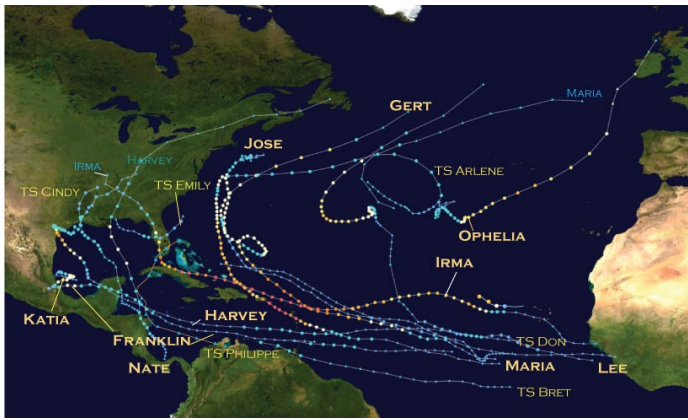 GERT
MARIA
JOSE
HARVEY
IRMA
TS CINDY
TS EMILY
TS ARLENE
OPHELIA
IRMA
KATIA
HARVEY
FRANKLIN
TS PHILIPPE
NATE
TS DON
MARIA
LEE
TS BRET